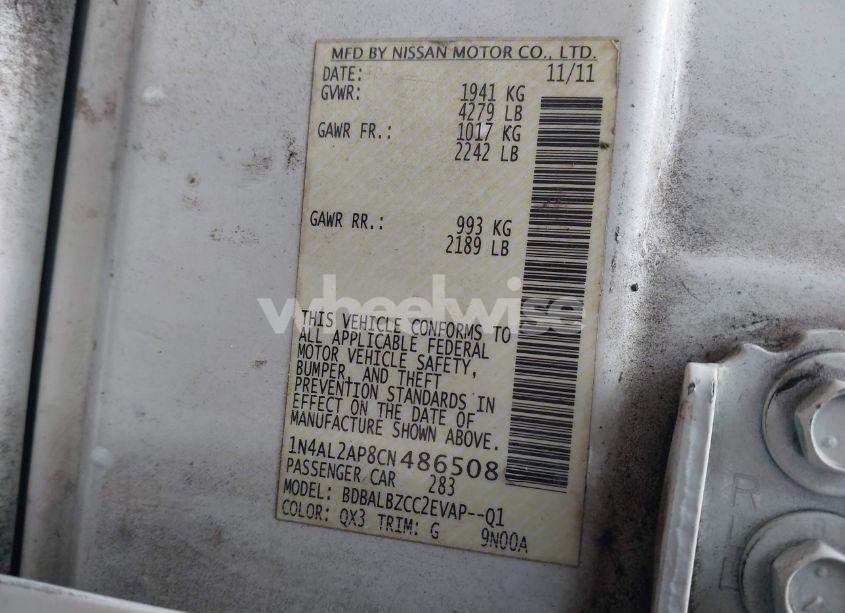 MFD BY NISSAN MOTOR CO., LTD.
DATE: 11/11
GVWR: 1941 KG
4279 LB
GAWR FR.: 1017 KG
2242 LB
GAWR RR.: 993 KG
2189 LB
wheelwise
THIS VEHICLE CONFORMS TO
ALL APPLICABLE FEDERAL
MOTOR VEHICLE SAFETY,
BUMPER, AND THEFT
PREVENTION STANDARDS IN
EFFECT ON THE DATE OF
MANUFACTURE SHOWN ABOVE.
1N4AL2AP8CN486508
PASSENGER CAR 283
MODEL: BDBALBZCC2EVAP--Q1
COLOR: QX3 TRIM: G 9N00A